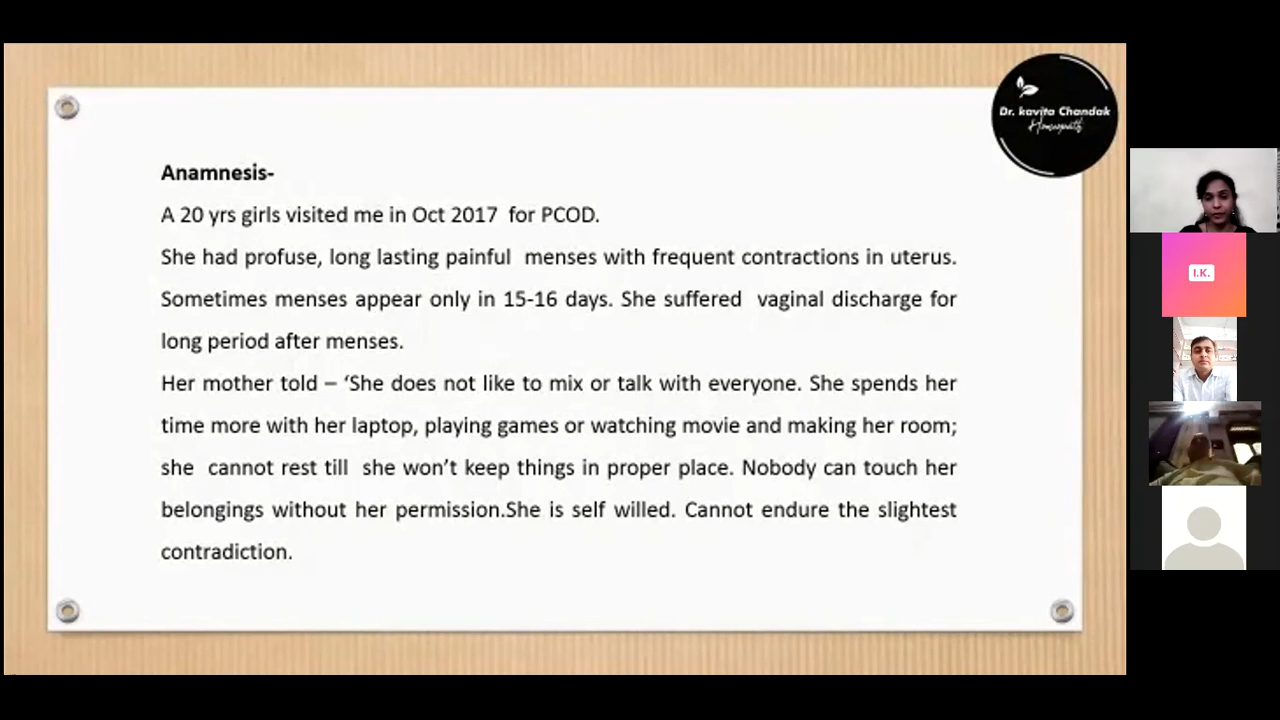 Dr. kavita Chandak
Homeopath
Anamnesis-
A 20 yrs girls visited me in Oct 2017 for PCOD.
She had profuse, long lasting painful menses with frequent contractions in uterus.
Sometimes menses appear only in 15-16 days. She suffered vaginal discharge for
long period after menses.
Her mother told – ‘She does not like to mix or talk with everyone. She spends her
time more with her laptop, playing games or watching movie and making her room;
she cannot rest till she won’t keep things in proper place. Nobody can touch her
belongings without her permission.She is self willed. Cannot endure the slightest
contradiction.
I.K.